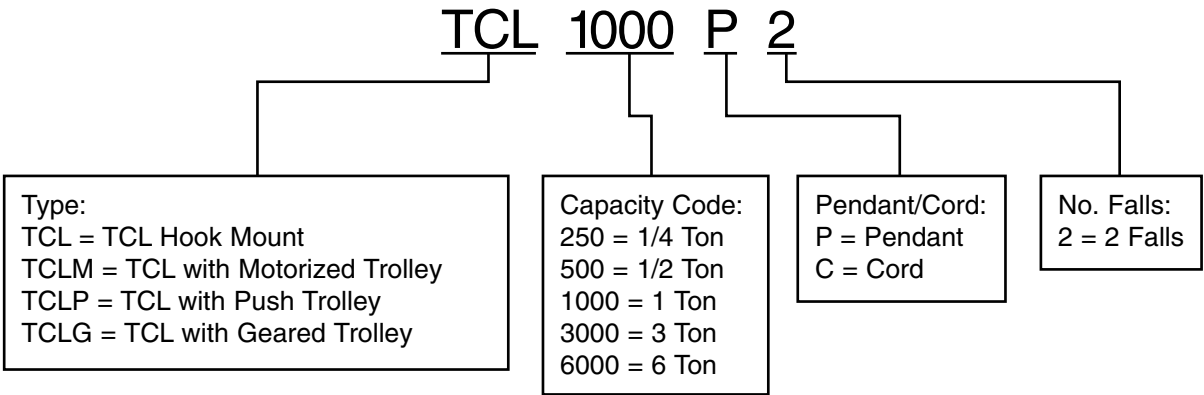 TCL 1000 P 2
Type:
TCL = TCL Hook Mount
TCLM = TCL with Motorized Trolley
TCLP = TCL with Push Trolley
TCLG = TCL with Geared Trolley
Capacity Code:
250 = 1/4 Ton
500 = 1/2 Ton
1000 = 1 Ton
3000 = 3 Ton
6000 = 6 Ton
Pendant/Cord:
P = Pendant
C = Cord
No. Falls:
2 = 2 Falls